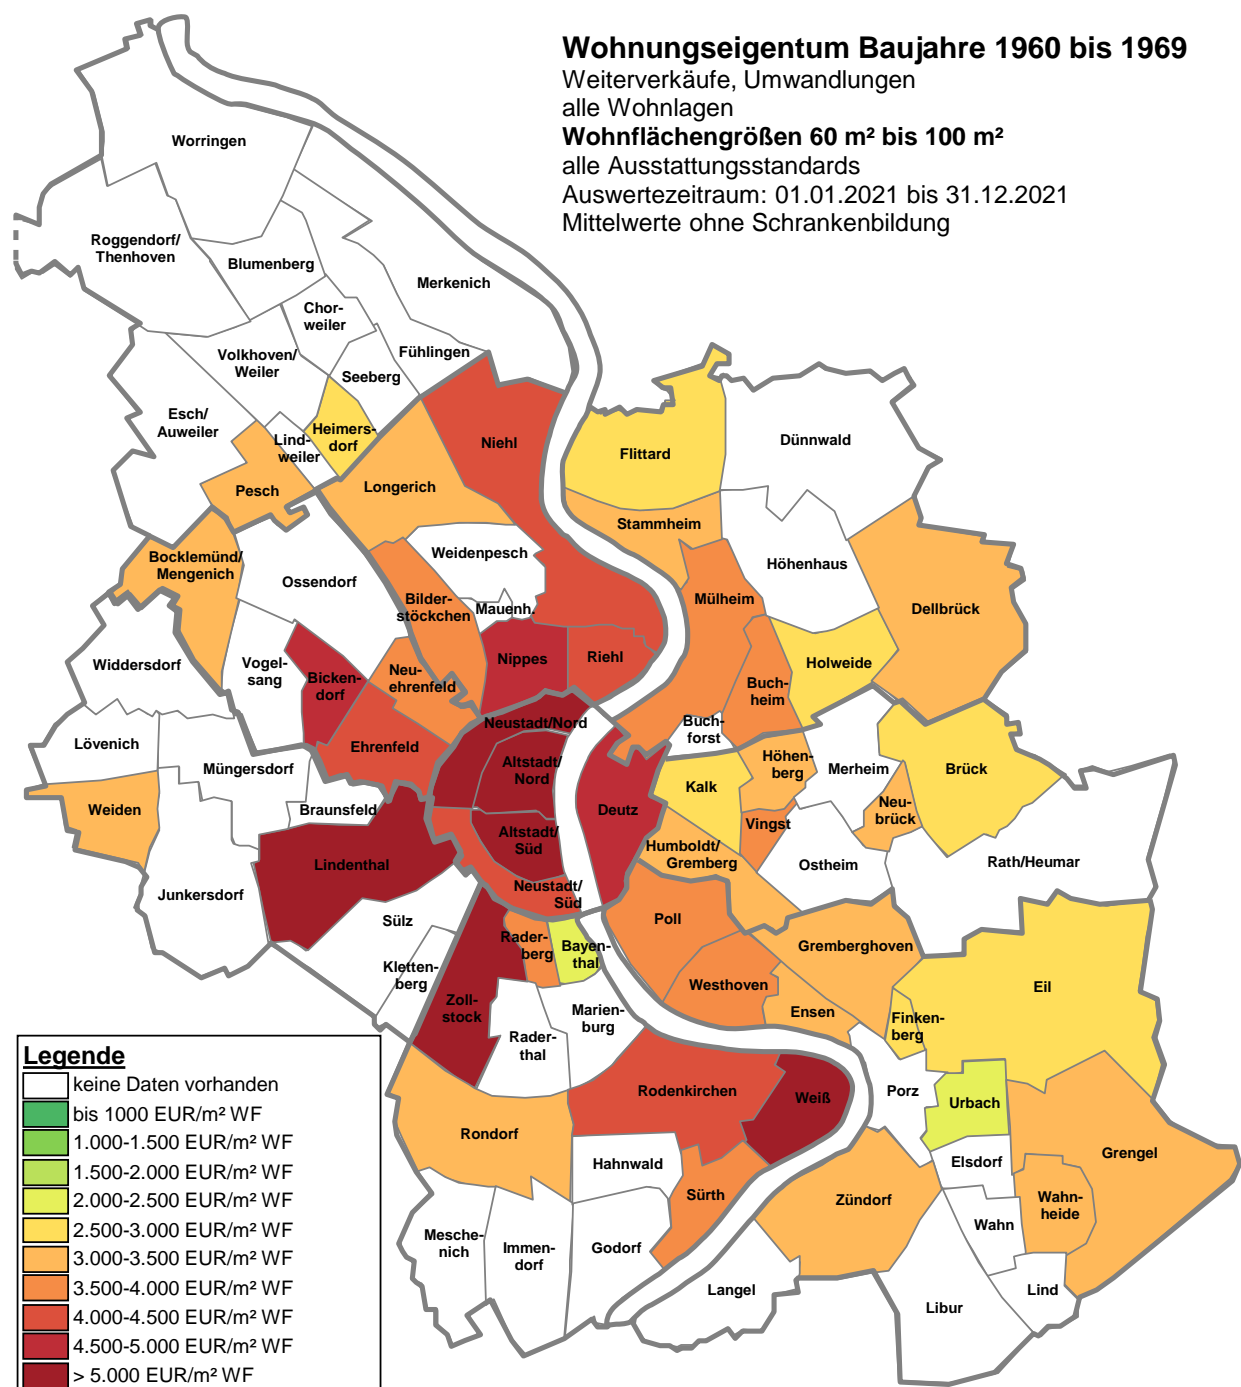 Wohnungseigentum Baujahre 1960 bis 1969
Weiterverkäufe, Umwandlungen
alle Wohnlagen
Wohnflächengrößen 60 m² bis 100 m²
alle Ausstattungsstandards
Auswertezeitraum: 01.01.2021 bis 31.12.2021
Mittelwerte ohne Schrankenbildung
Worringen
Roggendorf/
Thenhoven
Blumenberg
Merkenich
Chor-
weiler
Fühlingen
Volkhoven/
Weiler
Seeberg
Esch/
Auweiler
Lind-
weiler
Heimers-
dorf
Niehl
Pesch
Longerich
Flittard
Dünnwald
Stammheim
Bocklemünd/
Mengenich
Ossendorf
Weidenpesch
Höhenhaus
Bilder-
stöckchen
Mauenh.
Mülheim
Dellbrück
Widdersdorf
Vogel-
sang
Bicken-
dorf
Neu-
ehrenfeld
Nippes
Riehl
Buch-
heim
Holweide
Lövenich
Müngersdorf
Ehrenfeld
Neustadt/Nord
Buch-
forst
Altstadt/
Nord
Höhen-
berg
Merheim
Brück
Weiden
Braunsfeld
Deutz
Kalk
Neu-
brück
Vingst
Lindenthal
Altstadt/
Süd
Humboldt/
Gremberg
Ostheim
Rath/Heumar
Junkersdorf
Neustadt/
Süd
Sülz
Poll
Gremberghoven
Kletten-
berg
Rader-
berg
Bayen-
thal
Westhoven
Eil
Zoll-
stock
Rader-
thal
Marien-
burg
Ensen
Finken-
berg
Rodenkirchen
Weiß
Porz
Urbach
Rondorf
Hahnwald
Elsdorf
Grengel
Sürth
Zündorf
Wahn-
heide
Wahn
Mesche-
nich
Immen-
dorf
Godorf
Langel
Libur
Lind
Legende
keine Daten vorhanden
bis 1000 EUR/m² WF
1.000-1.500 EUR/m² WF
1.500-2.000 EUR/m² WF
2.000-2.500 EUR/m² WF
2.500-3.000 EUR/m² WF
3.000-3.500 EUR/m² WF
3.500-4.000 EUR/m² WF
4.000-4.500 EUR/m² WF
4.500-5.000 EUR/m² WF
> 5.000 EUR/m² WF